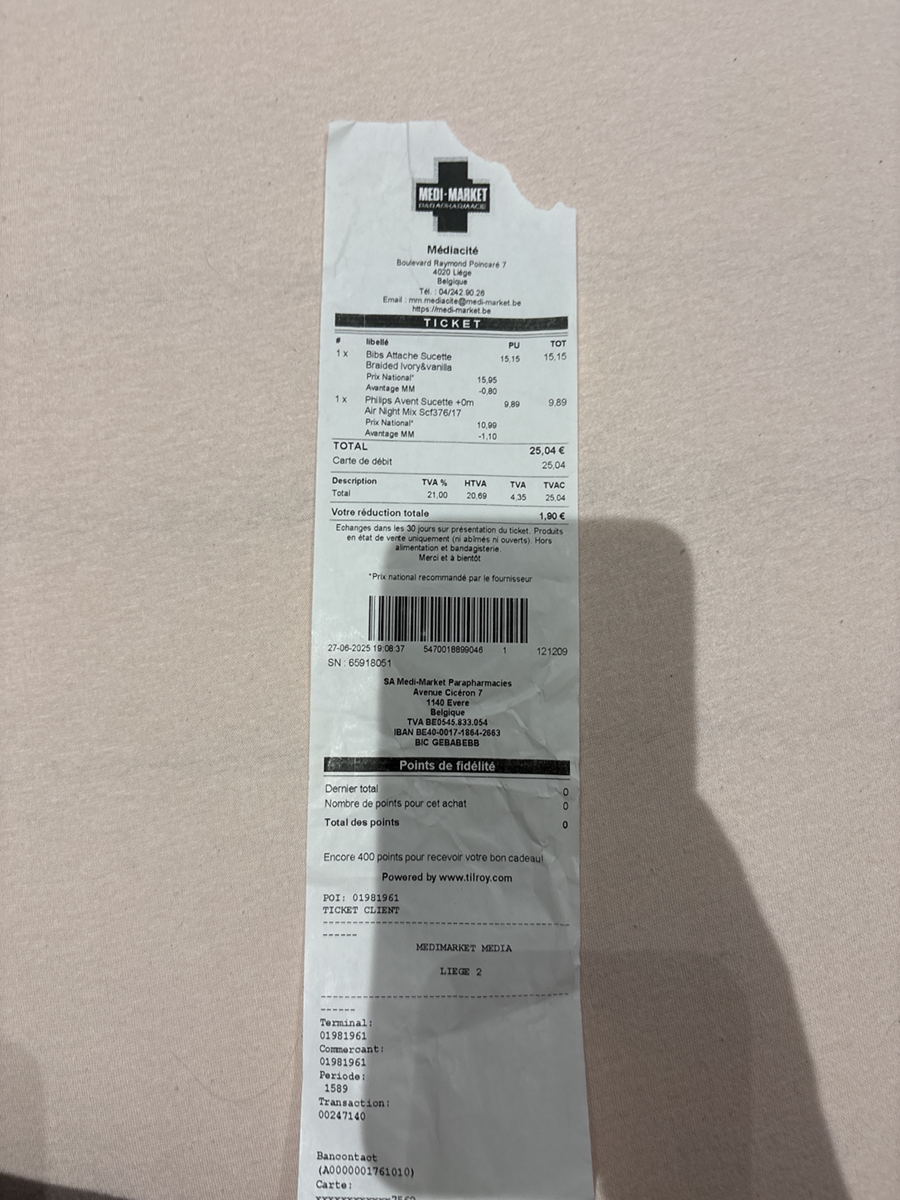 MEDI-MARKET
PARAPHARMACIE
Médiacité
Boulevard Raymond Poincaré 7
4020 Liège
Belgique
Tél. : 04/242.90.26
Email : mm.mediacite@medi-market.be
https://medi-market.be
TICKET
# libellé PU TOT
1 x Bibs Attache Sucette 15,15 15,15
Braided Ivory&vanilla
Prix National* 15,95
Avantage MM -0,80
1 x Philips Avent Sucette +0m 9,89 9,89
Air Night Mix Scf376/17
Prix National* 10,99
Avantage MM -1,10
TOTAL 25,04 €
Carte de débit 25,04
Description TVA % HTVA TVA TVAC
Total 21,00 20,69 4,35 25,04
Votre réduction totale 1,90 €
Echanges dans les 30 jours sur présentation du ticket. Produits
en état de vente uniquement (ni abîmés ni ouverts). Hors
alimentation et bandagisterie.
Merci et à bientôt
*Prix national recommandé par le fournisseur
27-06-2025 19:08:37 5470018899046 1 121209
SN : 65918051
SA Medi-Market Parapharmacies
Avenue Cicéron 7
1140 Evere
Belgique
TVA BE0545.833.054
IBAN BE40-0017-1864-2663
BIC GEBABEBB
Points de fidélité
Dernier total 0
Nombre de points pour cet achat 0
Total des points 0
Encore 400 points pour recevoir votre bon cadeau!
Powered by www.tilroy.com
POI: 01981961
TICKET CLIENT
MEDIMARKET MEDIA
LIEGE 2
Terminal:
01981961
Commercant:
01981961
Periode:
1589
Transaction:
00247140
Bancontact
(A0000001761010)
Carte: